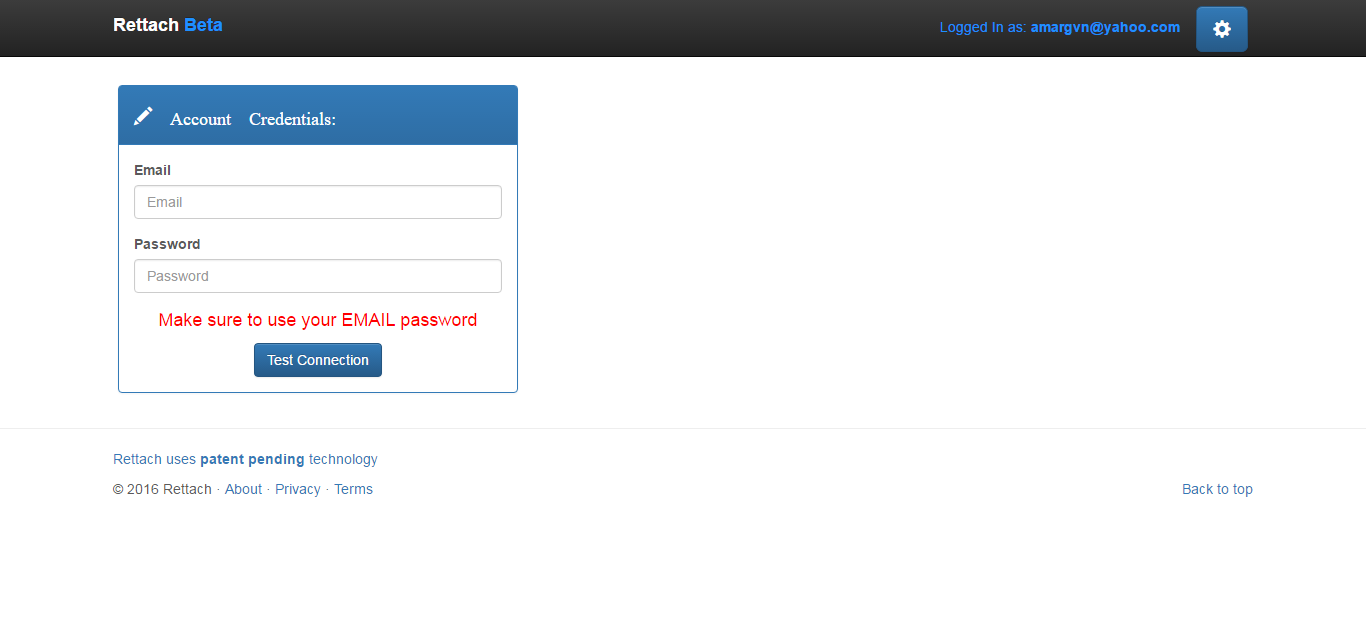 Rettach Beta
Logged In as: amargvn@yahoo.com
Account Credentials:
Email
Email
Password
Password
Make sure to use your EMAIL password
Test Connection
Rettach uses patent pending technology
© 2016 Rettach · About · Privacy · Terms
Back to top